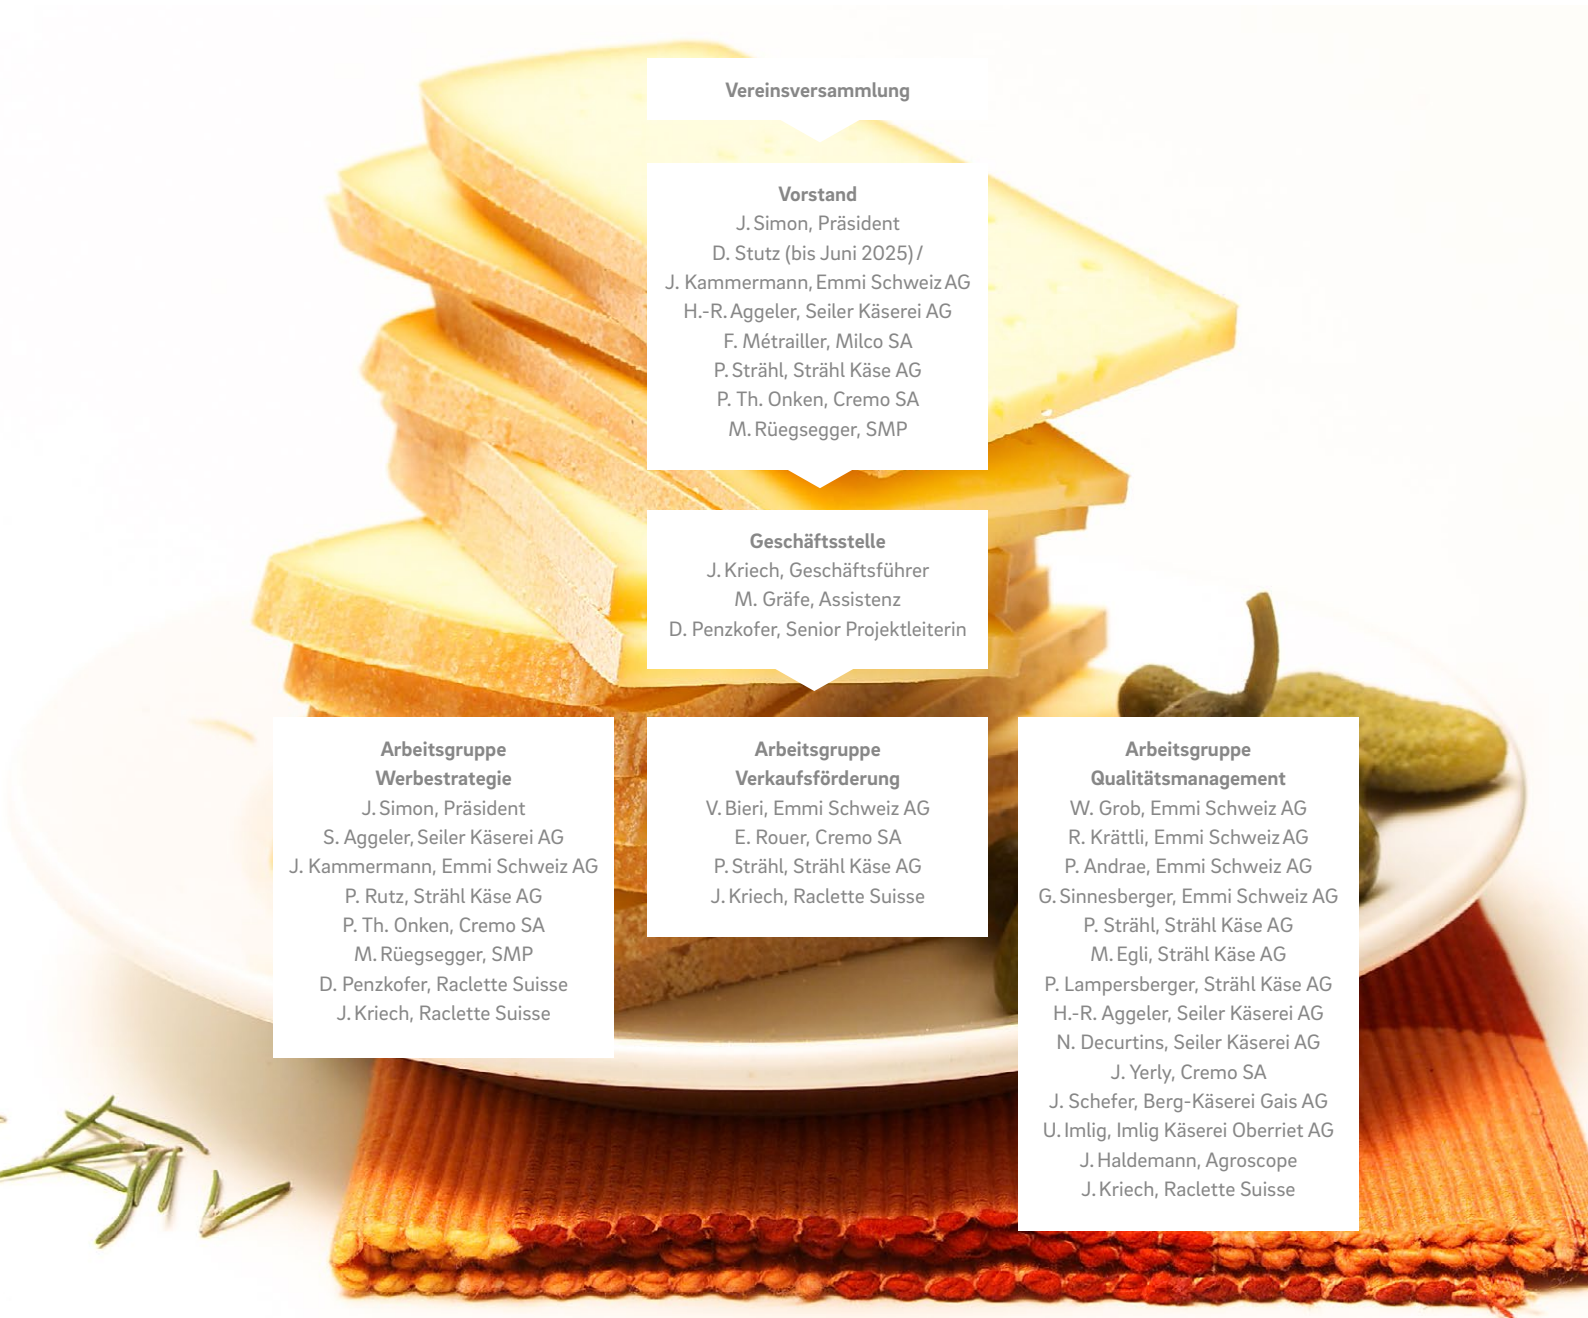 Vereinsversammlung
Vorstand
J. Simon, Präsident
D. Stutz (bis Juni 2025) /
J. Kammermann, Emmi Schweiz AG
H.-R. Aggeler, Seiler Käserei AG
F. Métrailler, Milco SA
P. Strähl, Strähl Käse AG
P. Th. Onken, Cremo SA
M. Rüegsegger, SMP
Geschäftsstelle
J. Kriech, Geschäftsführer
M. Gräfe, Assistenz
D. Penzkofer, Senior Projektleiterin
Arbeitsgruppe
Werbestrategie
J. Simon, Präsident
S. Aggeler, Seiler Käserei AG
J. Kammermann, Emmi Schweiz AG
P. Rutz, Strähl Käse AG
P. Th. Onken, Cremo SA
M. Rüegsegger, SMP
D. Penzkofer, Raclette Suisse
J. Kriech, Raclette Suisse
Arbeitsgruppe
Verkaufsförderung
V. Bieri, Emmi Schweiz AG
E. Rouer, Cremo SA
P. Strähl, Strähl Käse AG
J. Kriech, Raclette Suisse
Arbeitsgruppe
Qualitätsmanagement
W. Grob, Emmi Schweiz AG
R. Krättli, Emmi Schweiz AG
P. Andrae, Emmi Schweiz AG
G. Sinnesberger, Emmi Schweiz AG
P. Strähl, Strähl Käse AG
M. Egli, Strähl Käse AG
P. Lampersberger, Strähl Käse AG
H.-R. Aggeler, Seiler Käserei AG
N. Decurtins, Seiler Käserei AG
J. Yerly, Cremo SA
J. Schefer, Berg-Käserei Gais AG
U. Imlig, Imlig Käserei Oberriet AG
J. Haldemann, Agroscope
J. Kriech, Raclette Suisse